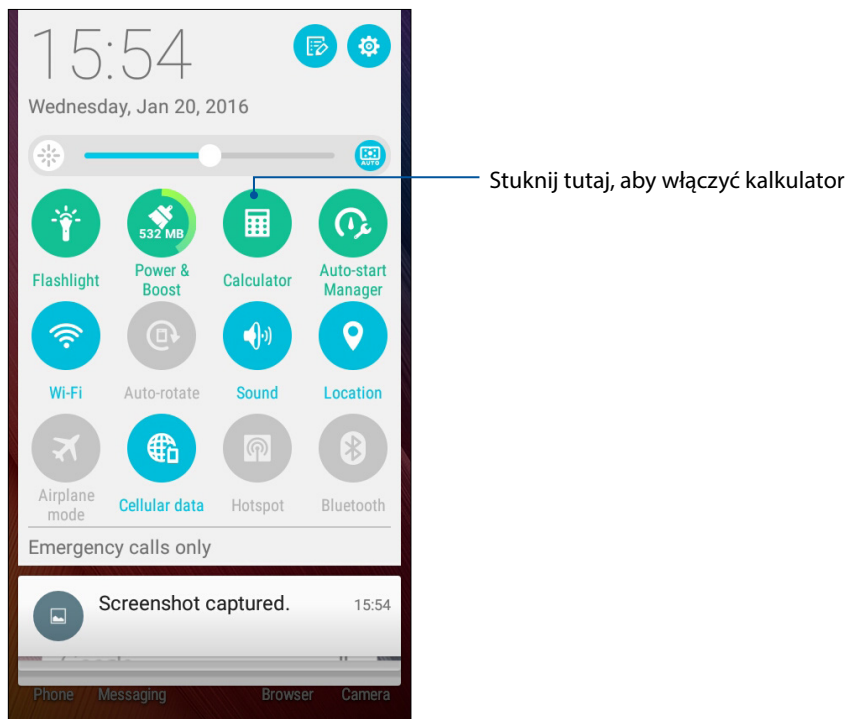 15:54
Wednesday, Jan 20, 2016
AUTO
Stuknij tutaj, aby włączyć kalkulator
532 MB
Flashlight
Power &
Boost
Calculator
Auto-start
Manager
Wi-Fi
Auto-rotate
Sound
Location
Airplane
mode
Cellular data
Hotspot
Bluetooth
Emergency calls only
Screenshot captured.
15:54
Phone
Messaging
Browser
Camera